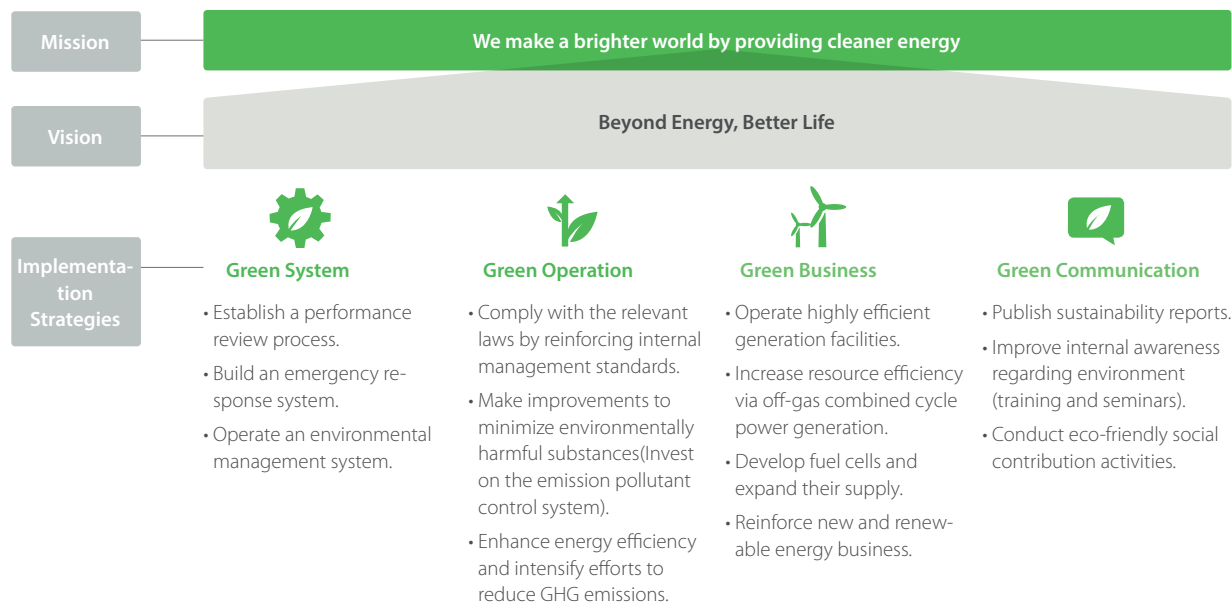 Mission
We make a brighter world by providing cleaner energy
Vision
Beyond Energy, Better Life
Implementa-
tion
Strategies
Green System
• Establish a performance
review process.
• Build an emergency re-
sponse system.
• Operate an environmental
management system.
Green Operation
• Comply with the relevant
laws by reinforcing internal
management standards.
• Make improvements to
minimize environmentally
harmful substances(Invest
on the emission pollutant
control system).
• Enhance energy efficiency
and intensify efforts to
reduce GHG emissions.
Green Business
• Operate highly efficient
generation facilities.
• Increase resource efficiency
via off-gas combined cycle
power generation.
• Develop fuel cells and
expand their supply.
• Reinforce new and renew-
able energy business.
Green Communication
• Publish sustainability reports.
• Improve internal awareness
regarding environment
(training and seminars).
• Conduct eco-friendly social
contribution activities.